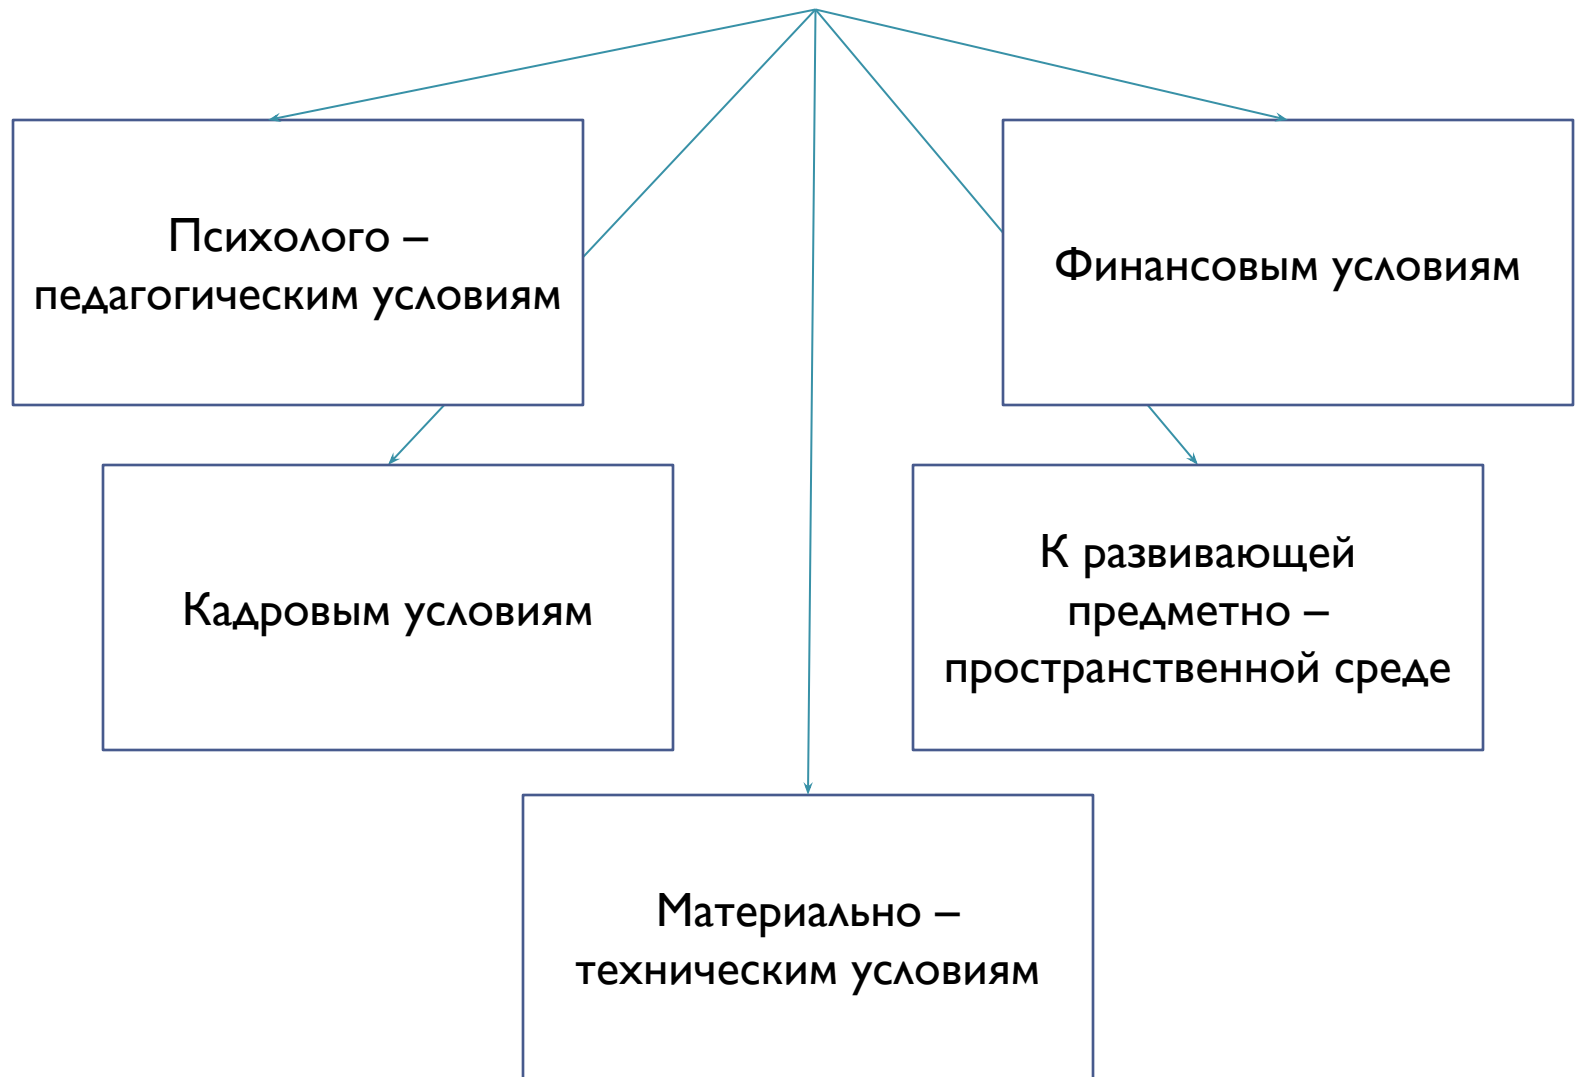 Психолого –
педагогическим условиям
Финансовым условиям
Кадровым условиям
К развивающей
предметно –
пространственной среде
Материально –
техническим условиям